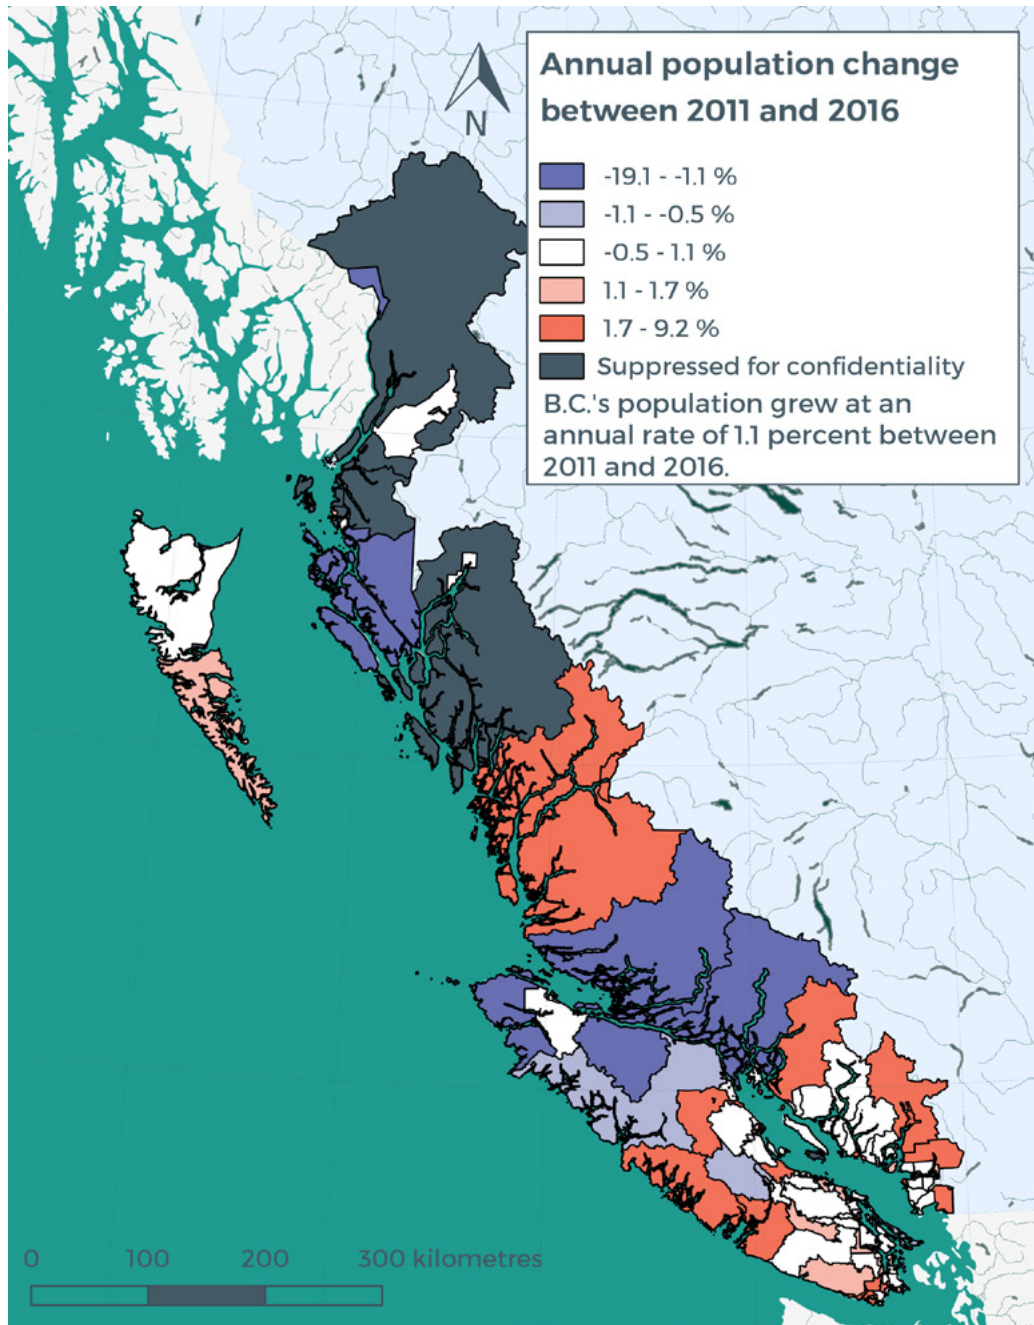 Annual population change
between 2011 and 2016
N
-19.1 - -1.1 %
-1.1 - -0.5 %
-0.5 - 1.1 %
1.1 - 1.7 %
1.7 - 9.2 %
Suppressed for confidentiality
B.C.'s population grew at an
annual rate of 1.1 percent between
2011 and 2016.
0 100 200 300 kilometres